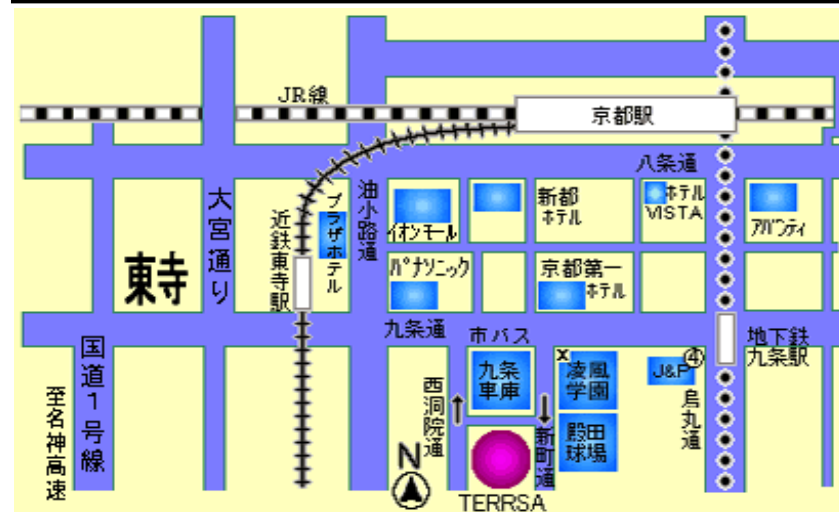 JR線
京都駅
八条通
大宮通り
油小路通
プラザホテル
近鉄東寺駅
イオンモール
新都
ホテル
ホテル
VISTA
アバンティ
東寺
パナソニック
京都第一
ホテル
九条通
市バス
地下鉄
九条駅
国道1号線
至名神高速
西洞院通
九条
車庫
x
凌風
学園
J&P
④
烏丸通
新町通
殿田
球場
N
TERRSA